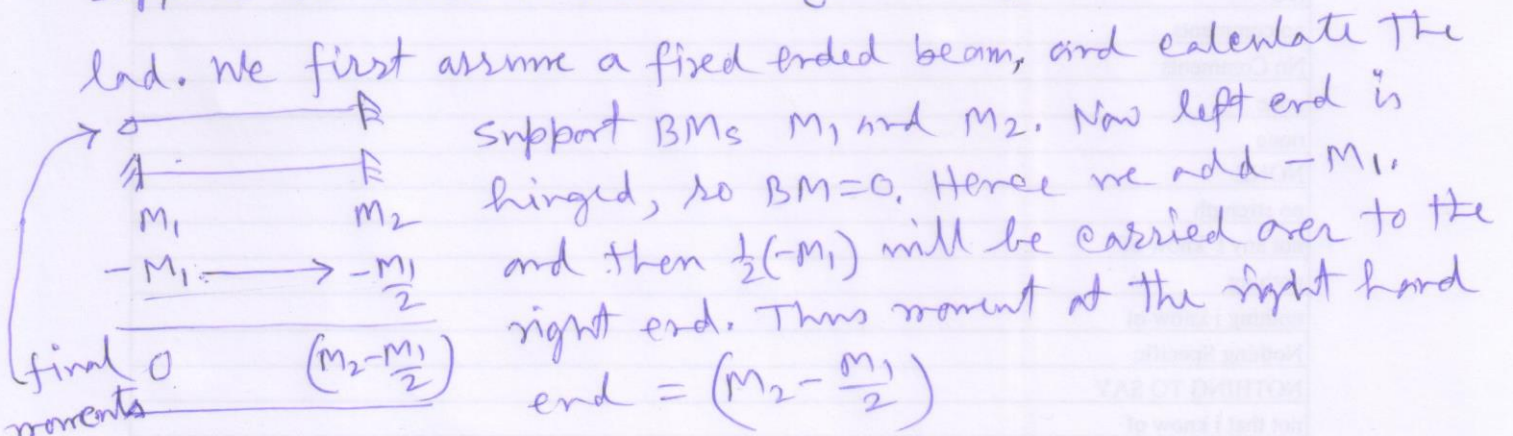 lad. We first assume a fixed ended beam, and calculate the
support BMs M1 and M2. Now left end is
hinged, so BM=0. Hence we add -M1.
and then 1/2(-M1) will be carried over to the
right end. Thus moment at the right hand
end = (M2 - M1/2)
M1 M2
-M1 → -M1/2
final 0 (M2 - M1/2)
moments